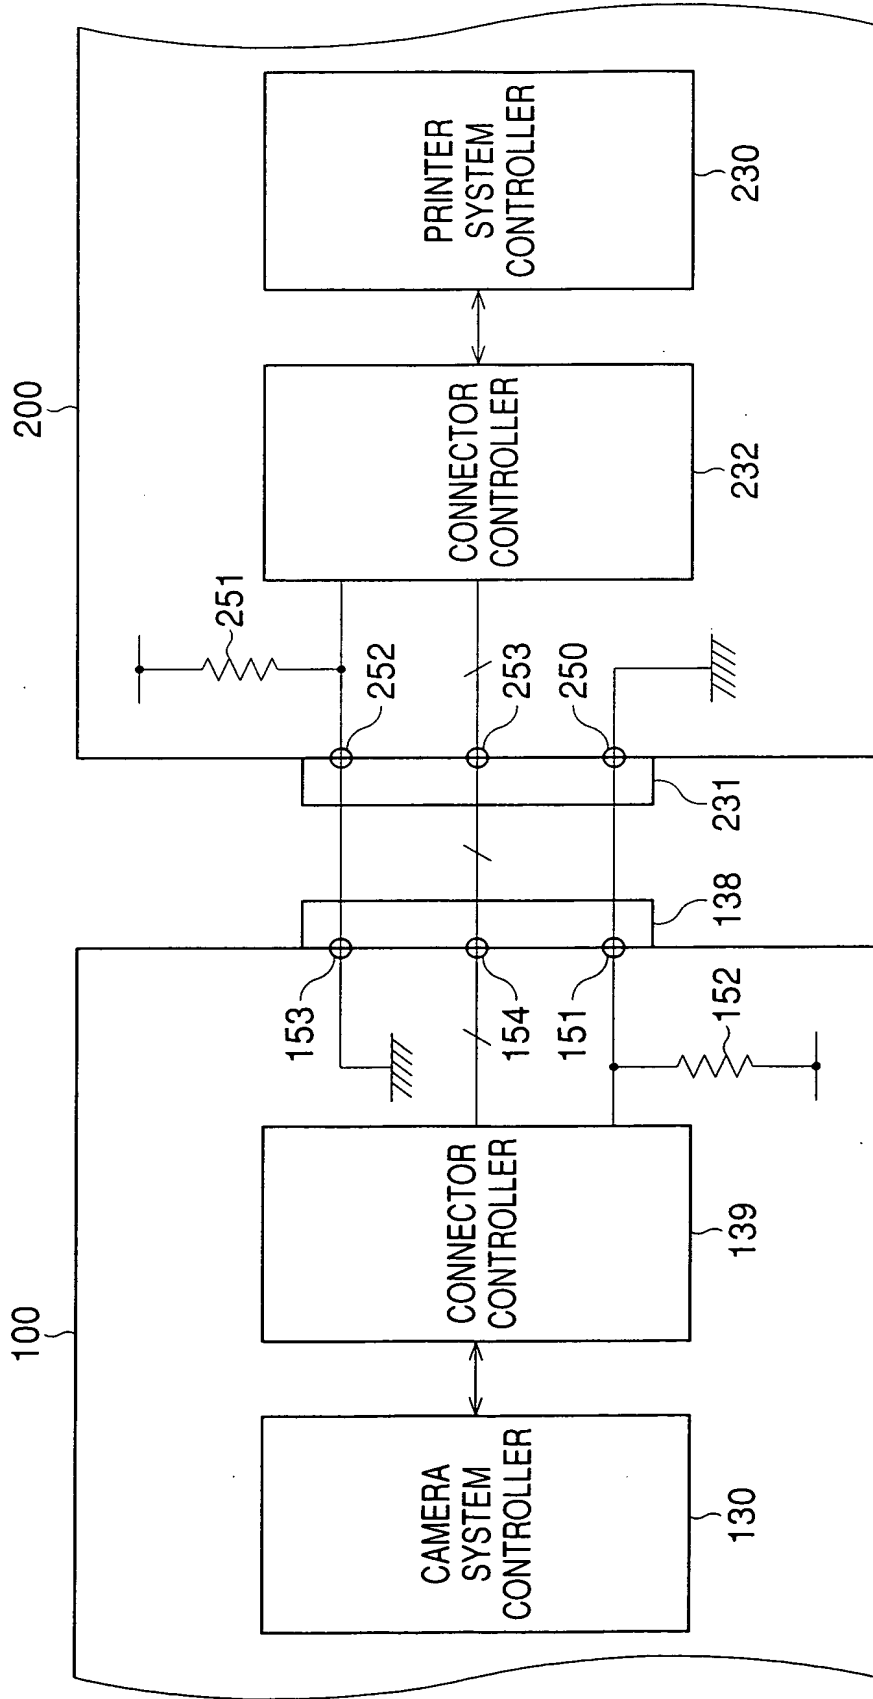 100
200
CAMERA
SYSTEM
CONTROLLER
130
CONNECTOR
CONTROLLER
139
153
154
151
152
138
231
252
253
250
251
CONNECTOR
CONTROLLER
232
PRINTER
SYSTEM
CONTROLLER
230